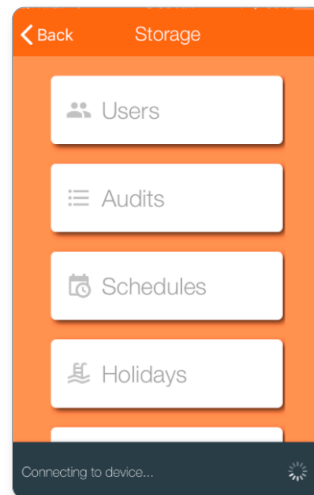 Back Storage
Users
Audits
Schedules
Holidays
Connecting to device...